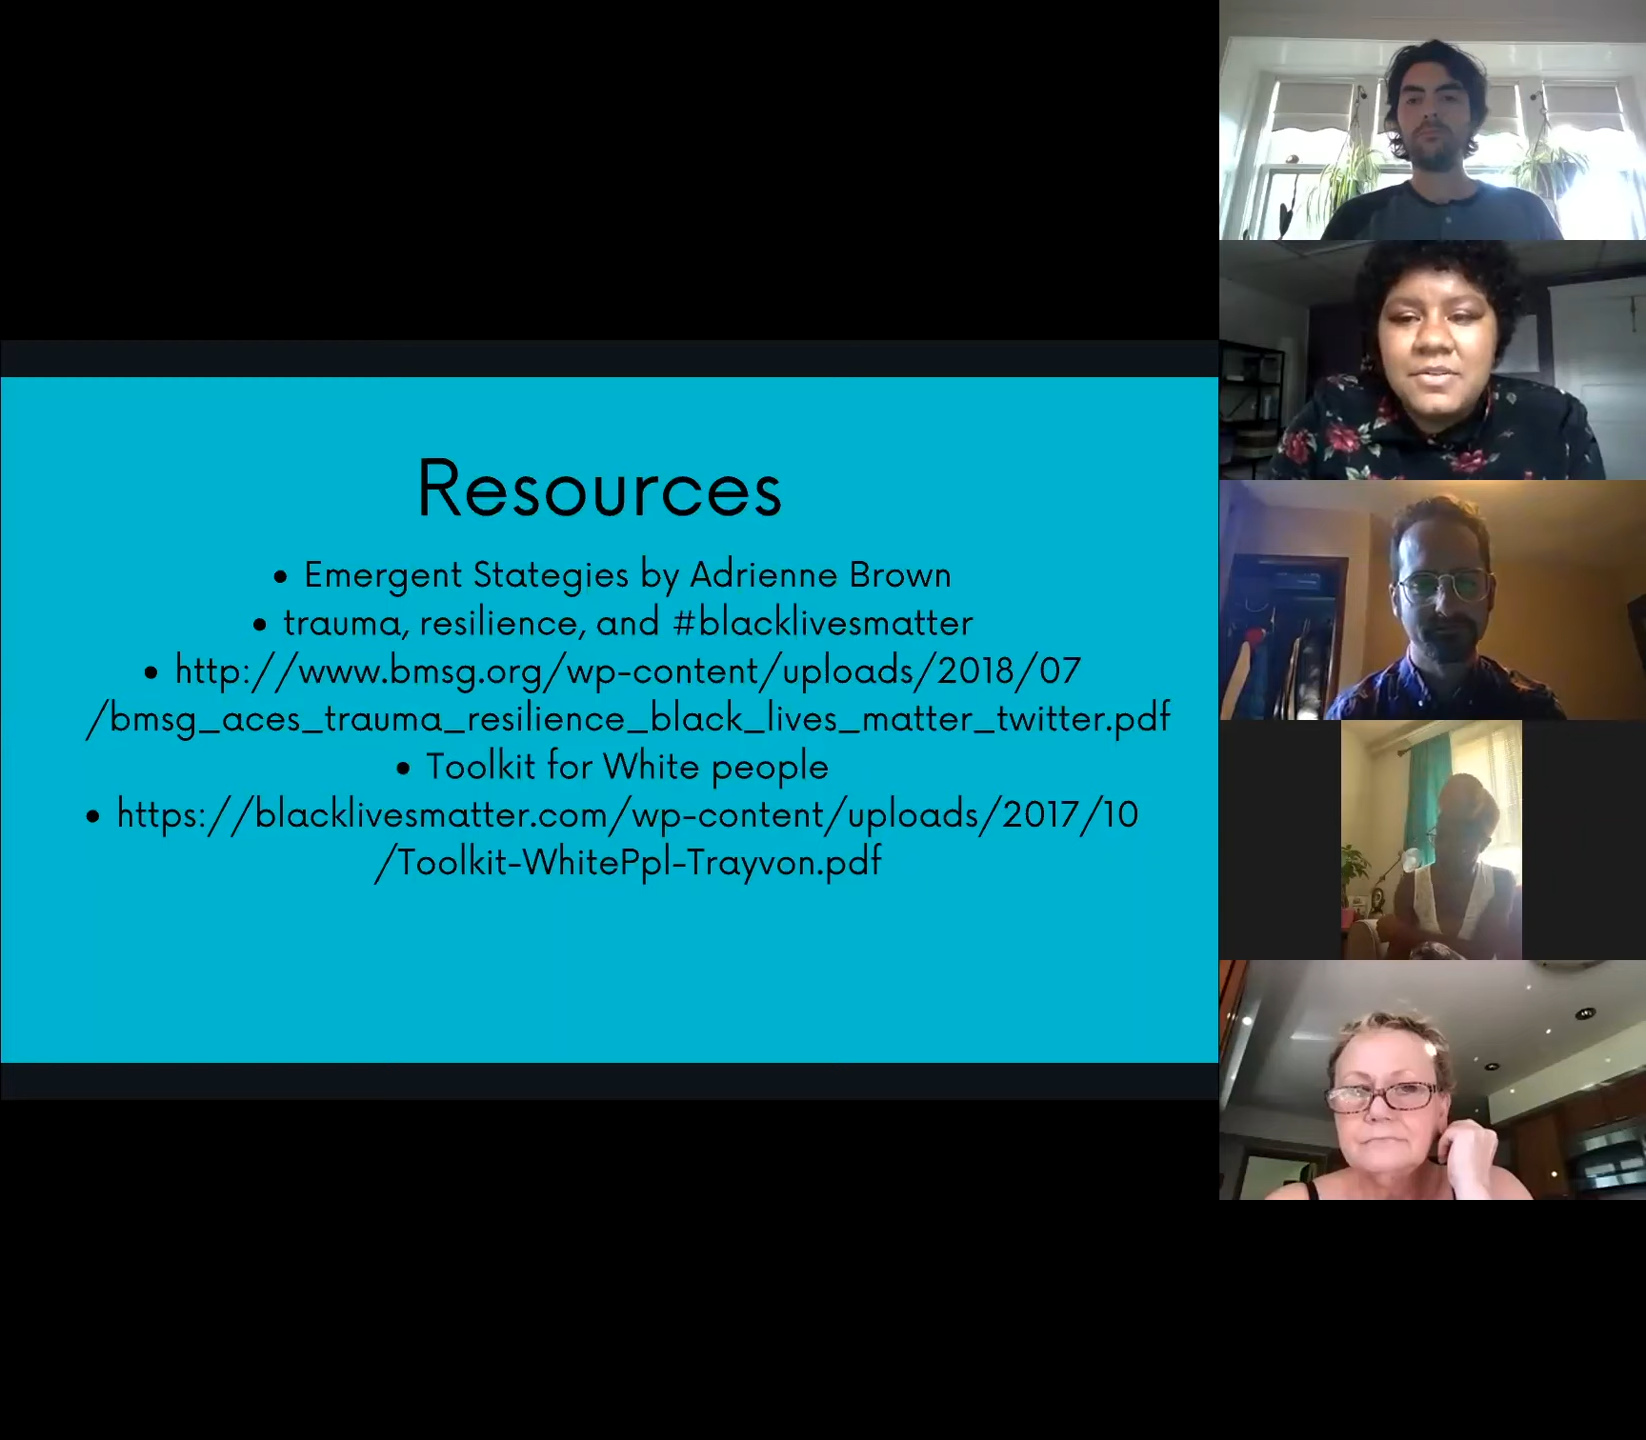 Resources
• Emergent Stategies by Adrienne Brown
• trauma, resilience, and #blacklivesmatter
• http://www.bmsg.org/wp-content/uploads/2018/07
/bmsg_aces_trauma_resilience_black_lives_matter_twitter.pdf
• Toolkit for White people
• https://blacklivesmatter.com/wp-content/uploads/2017/10
/Toolkit-WhitePpl-Trayvon.pdf